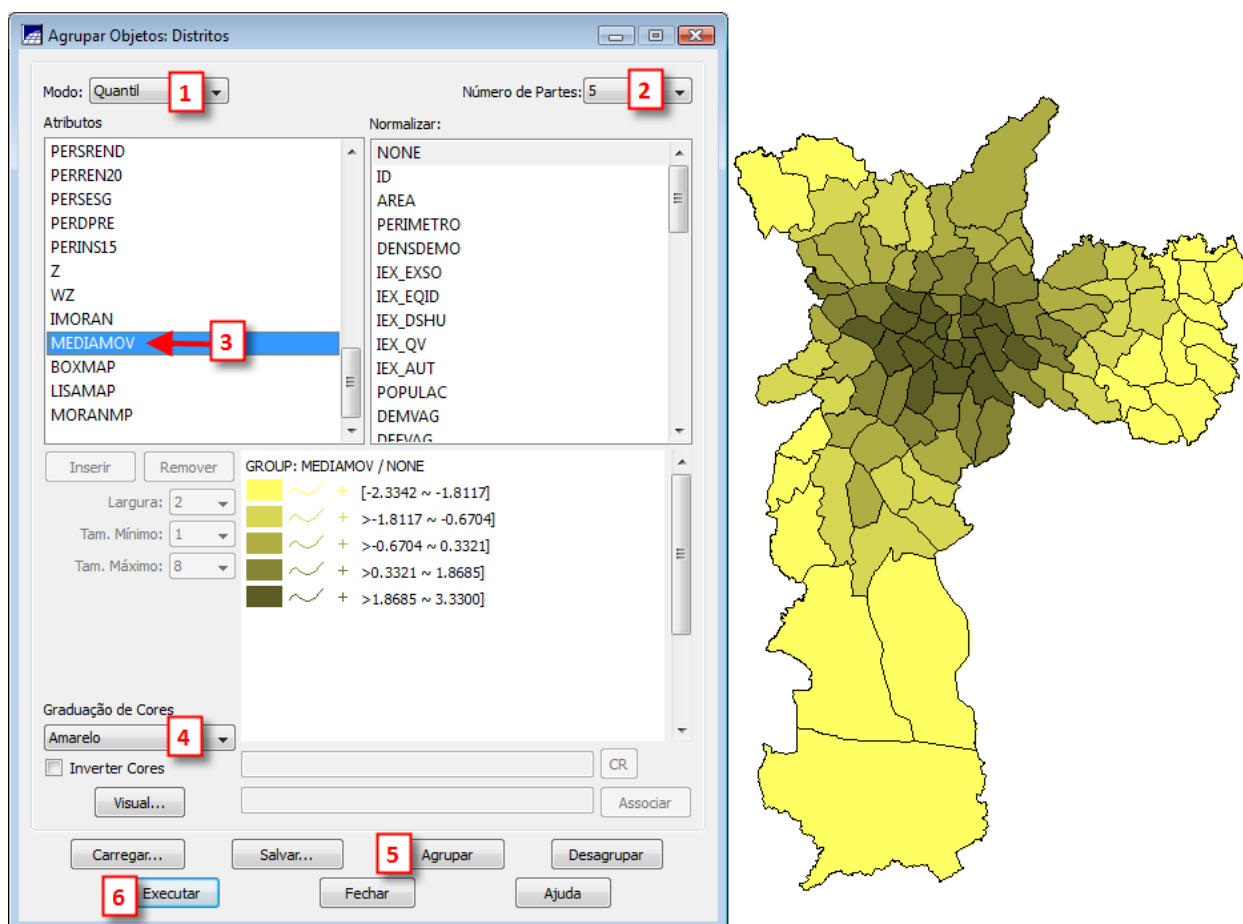 Agrupar Objetos: Distritos
Modo: Quantil 1
Número de Partes: 5 2
Atributos
Normalizar:
PERSREND
PERREN20
PERSESG
PERDPRE
PERINS15
Z
WZ
IMORAN
MEDIAMOV 3
BOXMAP
LISAMAP
MORANMP
NONE
ID
AREA
PERIMETRO
DENSDEMO
IEX_EXSO
IEX_EQID
IEX_DSHU
IEX_QV
IEX_AUT
POPULAC
DEMVAG
DEFVAG
Inserir
Remover
Largura: 2
Tam. Mínimo: 1
Tam. Máximo: 8
GROUP: MEDIAMOV / NONE
[-2.3342 ~ -1.8117]
>-1.8117 ~ -0.6704]
>-0.6704 ~ 0.3321]
>0.3321 ~ 1.8685]
>1.8685 ~ 3.3300]
Graduação de Cores
Amarelo 4
Inverter Cores
CR
Visual...
Associar
Carregar...
Salvar...
5 Agrupar
Desagrupar
6 Executar
Fechar
Ajuda